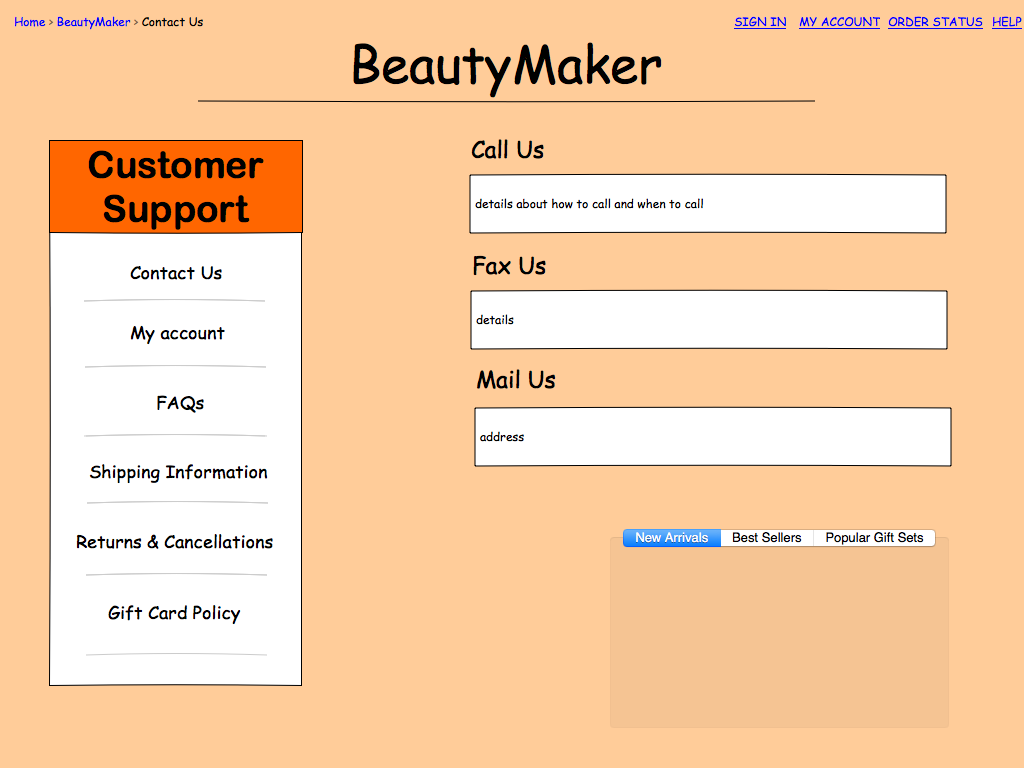 Home > BeautyMaker > Contact Us
SIGN IN MY ACCOUNT ORDER STATUS HELP
BeautyMaker
Customer
Support
Contact Us
My account
FAQs
Shipping Information
Returns & Cancellations
Gift Card Policy
Call Us
details about how to call and when to call
Fax Us
details
Mail Us
address
New Arrivals Best Sellers Popular Gift Sets